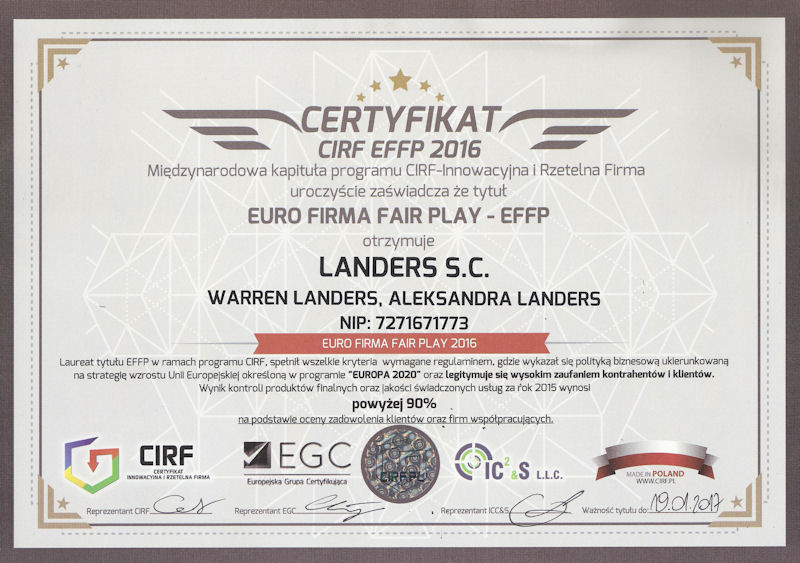 CERTYFIKAT
CIRF EFFP 2016
Międzynarodowa kapituła programu CIRF-Innowacyjna i Rzetelna Firma
uroczyście zaświadcza że tytuł
EURO FIRMA FAIR PLAY - EFFP
otrzymuje
LANDERS S.C.
WARREN LANDERS, ALEKSANDRA LANDERS
NIP: 7271671773
EURO FIRMA FAIR PLAY 2016
Laureat tytułu EFFP w ramach programu CIRF, spełnił wszelkie kryteria wymagane regulaminem, gdzie wykazał się polityką biznesową ukierunkowaną
na strategię wzrostu Unii Europejskiej określoną w programie "EUROPA 2020" oraz legitymuje się wysokim zaufaniem kontrahentów i klientów.
Wynik kontroli produktów finalnych oraz jakości świadczonych usług za rok 2015 wynosi
powyżej 90%
na podstawie oceny zadowolenia klientów oraz firm współpracujących.
CIRF
CERTYFIKAT
INNOWACYJNA I RZETELNA FIRMA
EGC
Europejska Grupa Certyfikująca
CIRF.PL
IC²&S L.L.C.
MADE IN POLAND
WWW.CIRF.PL
Reprezentant CIRF
Reprezentant EGC
Reprezentant ICC&S
Ważność tytułu do: 19.01.2017